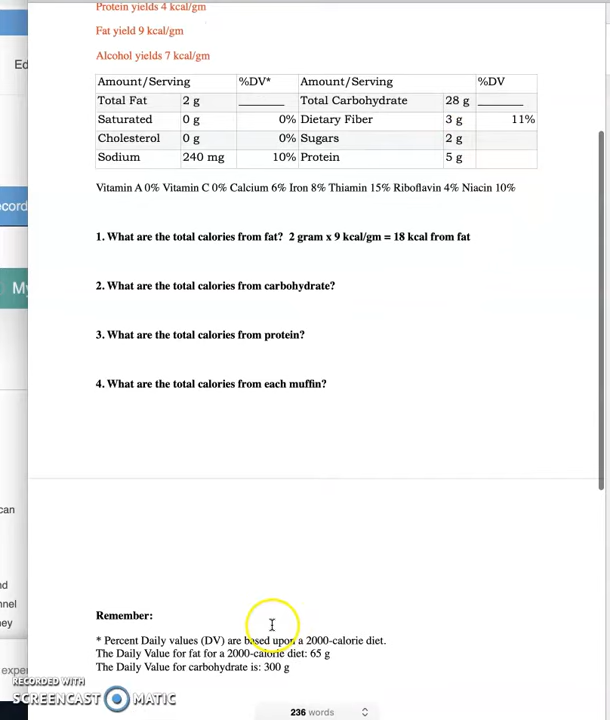 Protein yields 4 kcal/gm
Fat yield 9 kcal/gm
Ed
Alcohol yields 7 kcal/gm
Amount/Serving %DV* Amount/Serving %DV
Total Fat 2 g ______ Total Carbohydrate 28 g ______
Saturated 0 g 0% Dietary Fiber 3 g 11%
Cholesterol 0 g 0% Sugars 2 g
Sodium 240 mg 10% Protein 5 g
Vitamin A 0% Vitamin C 0% Calcium 6% Iron 8% Thiamin 15% Riboflavin 4% Niacin 10%
cord
1. What are the total calories from fat? 2 gram x 9 kcal/gm = 18 kcal from fat
2. What are the total calories from carbohydrate?
My
3. What are the total calories from protein?
4. What are the total calories from each muffin?
can
nd
nnel
ey
Remember:
* Percent Daily values (DV) are based upon a 2000-calorie diet.
The Daily Value for fat for a 2000-calorie diet: 65 g
The Daily Value for carbohydrate is: 300 g
exper
RECORDED WITH
SCREENCAST MATIC
236 words